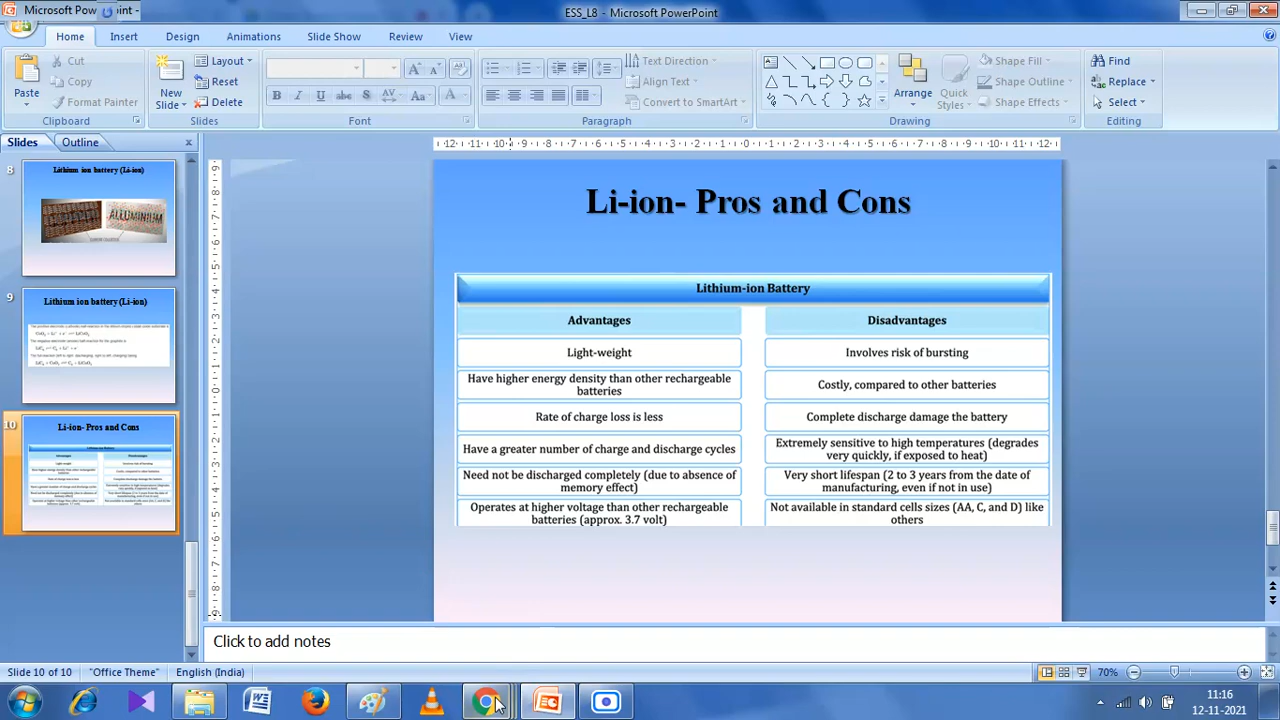 Microsoft Pow point -
ESS_L8 - Microsoft PowerPoint
Home Insert Design Animations Slide Show Review View
Paste
Cut
Copy
Format Painter
Clipboard
New Slide
Layout
Reset
Delete
Slides
B I U abc S AV Aa A
Font
Text Direction
Align Text
Convert to SmartArt
Paragraph
Arrange
Quick Styles
Shape Fill
Shape Outline
Shape Effects
Drawing
Find
Replace
Select
Editing
Slides Outline
8
Lithium ion battery (Li-ion)
ALLUMINIUM
9
Lithium ion battery (Li-ion)
10
Li-ion- Pros and Cons
Li-ion- Pros and Cons
Lithium-ion Battery
Advantages Disadvantages
Light-weight Involves risk of bursting
Have higher energy density than other rechargeable
batteries
Costly, compared to other batteries
Rate of charge loss is less Complete discharge damage the battery
Have a greater number of charge and discharge cycles
Extremely sensitive to high temperatures (degrades
very quickly, if exposed to heat)
Need not be discharged completely (due to absence of
memory effect)
Very short lifespan (2 to 3 years from the date of
manufacturing, even if not in use)
Operates at higher voltage than other rechargeable
batteries (approx. 3.7 volt)
Not available in standard cells sizes (AA, C, and D) like
others
Click to add notes
Slide 10 of 10 "Office Theme" English (India) 70%
11:16
12-11-2021